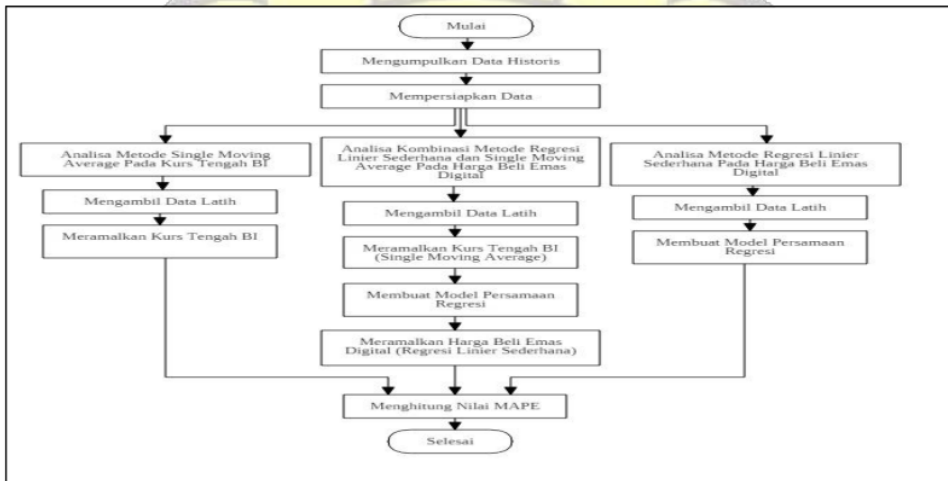 Mulai
Mengumpulkan Data Historis
Mempersiapkan Data
Analisa Metode Single Moving
Average Pada Kurs Tengah BI
Mengambil Data Latih
Meramalkan Kurs Tengah BI
Analisa Kombinasi Metode Regresi
Linier Sederhana dan Single Moving
Average Pada Harga Beli Emas
Digital
Mengambil Data Latih
Meramalkan Kurs Tengah BI
(Single Moving Average)
Membuat Model Persamaan
Regresi
Meramalkan Harga Beli Emas
Digital (Regresi Linier Sederhana)
Analisa Metode Regresi Linier
Sederhana Pada Harga Beli Emas
Digital
Mengambil Data Latih
Membuat Model Persamaan
Regresi
Menghitung Nilai MAPE
Selesai